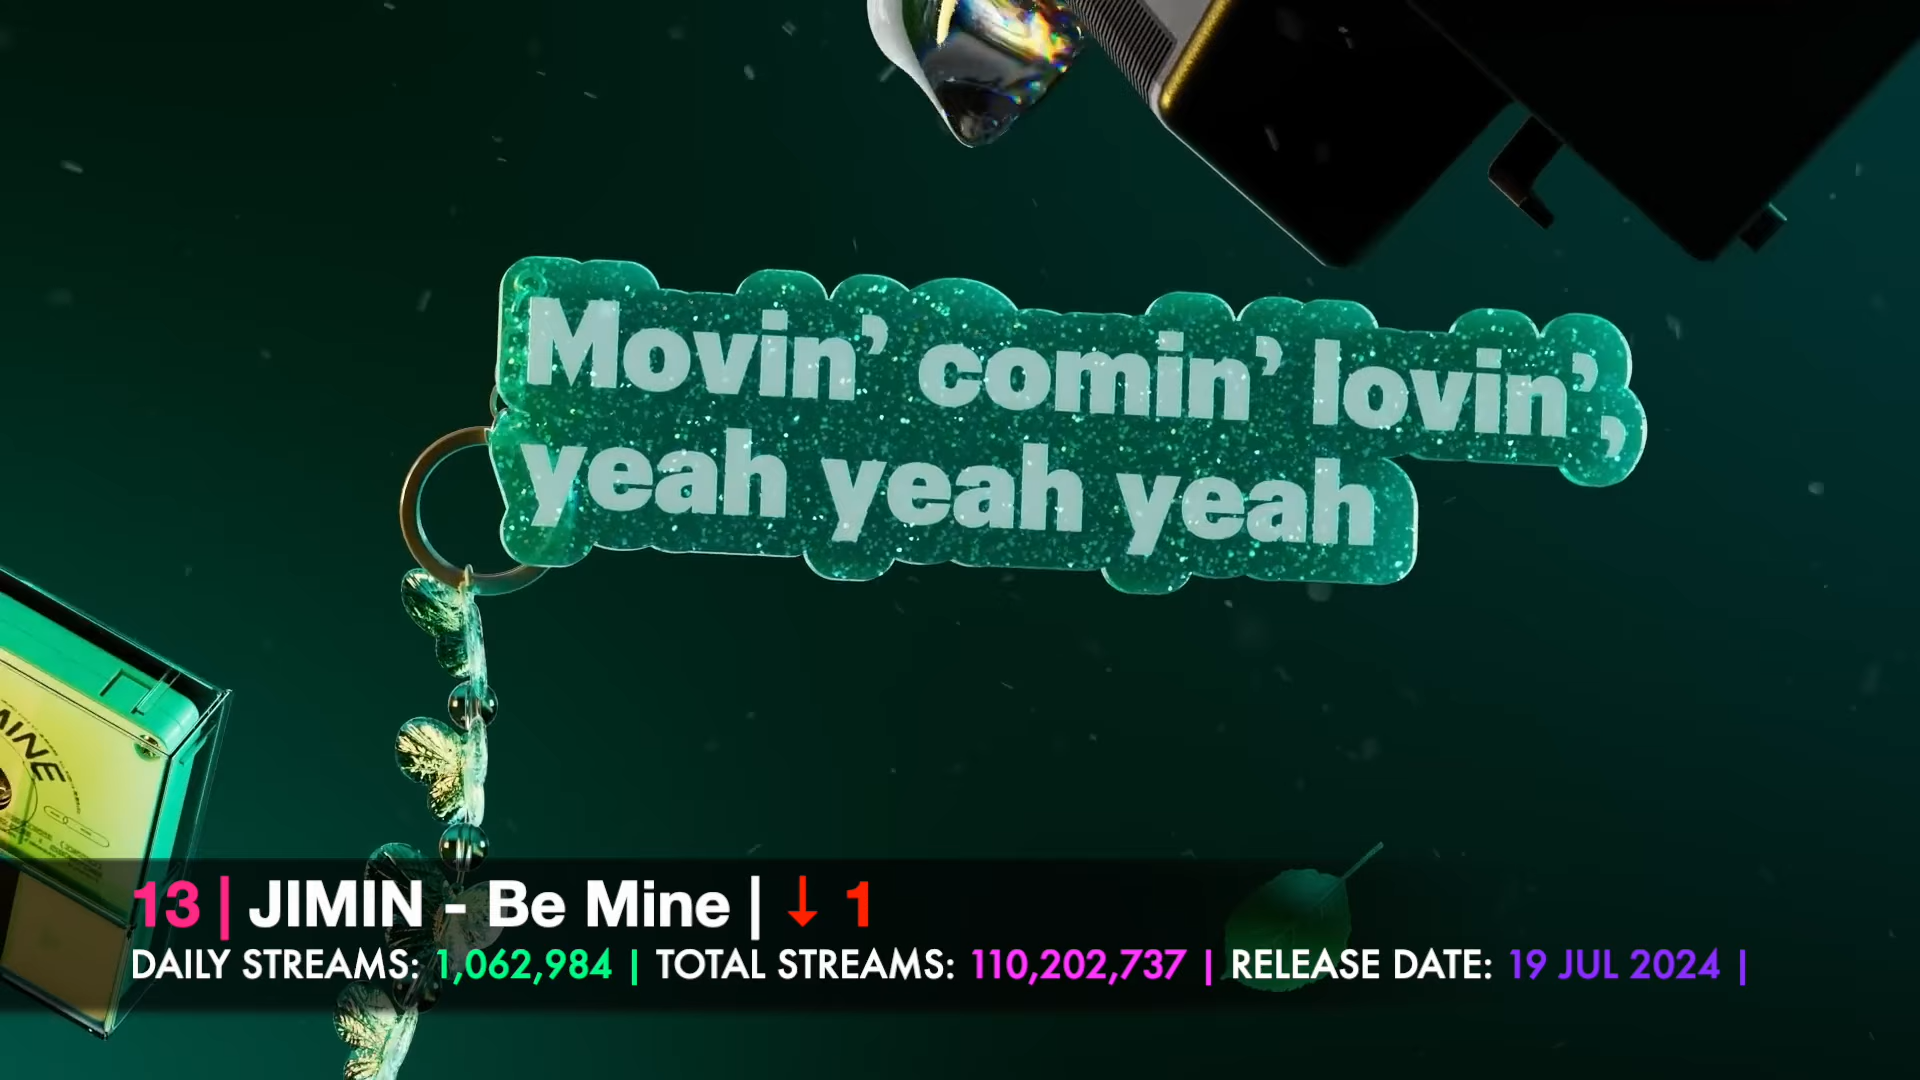 Movin’ comin’ lovin’,
yeah yeah yeah
MINE
13 | JIMIN - Be Mine | ↓ 1
DAILY STREAMS: 1,062,984 | TOTAL STREAMS: 110,202,737 | RELEASE DATE: 19 JUL 2024 |